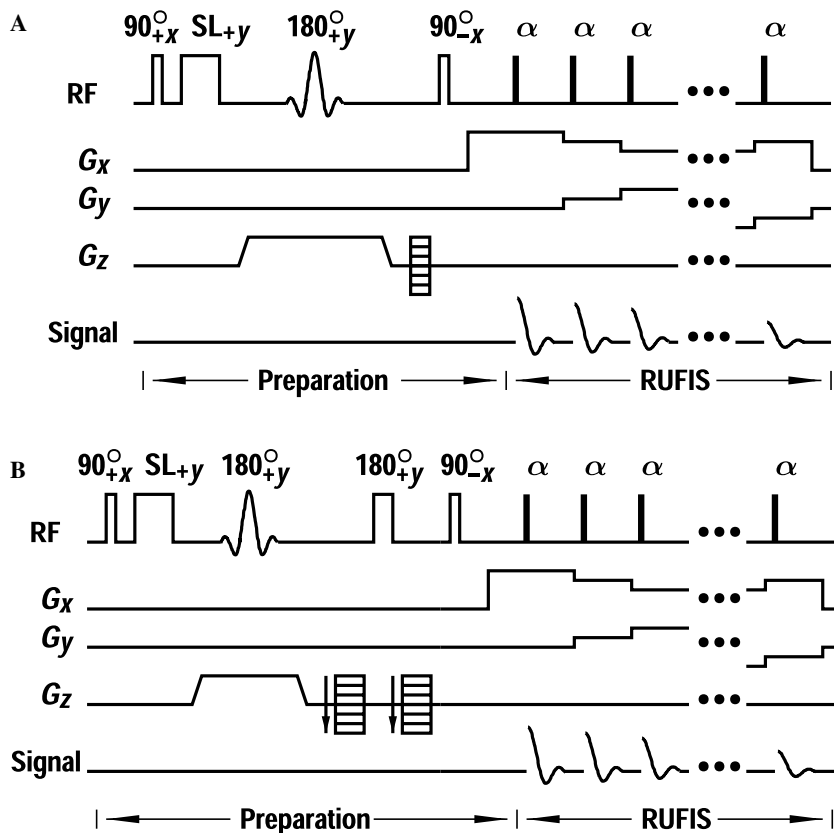 A
90°+x SL+y 180°+y 90°−x α α α α
RF
Gx
Gy
Gz
Signal
Preparation RUFIS
B
90°+x SL+y 180°+y 180°+y 90°−x α α α α
RF
Gx
Gy
Gz
Signal
Preparation RUFIS